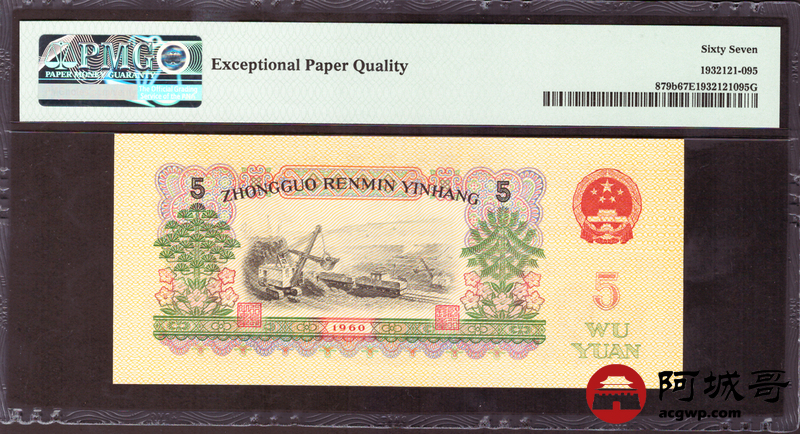 PMG
PAPER MONEY GUARANTY
Exceptional Paper Quality
Sixty Seven
1932121-095
879b67E1932121095G
5
ZHONGGUO RENMIN YINHANG
5
1960
5
WU
YUAN
阿城哥
acgwp.com